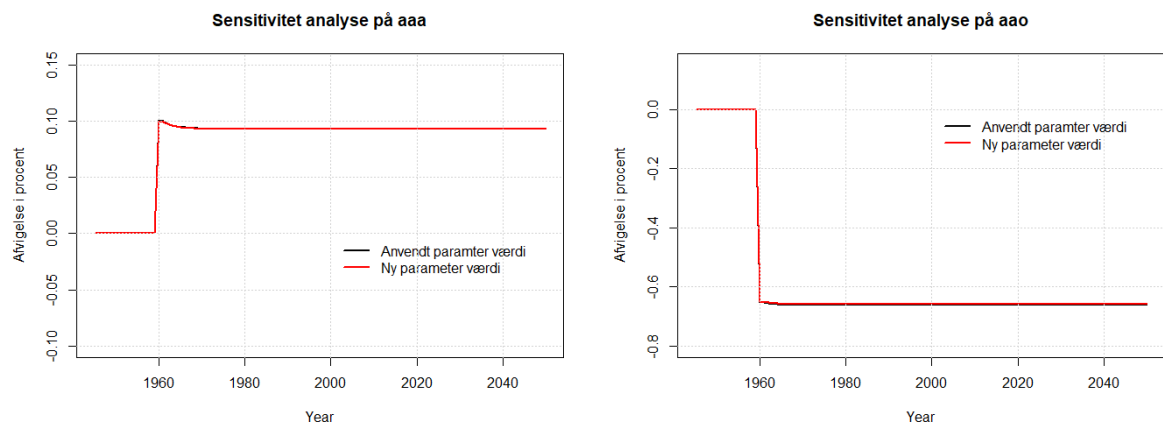 Sensitivitet analyse på aaa
Afvigelse i procent
0.15
0.10
0.05
0.00
-0.05
-0.10
Anvendt paramter værdi
Ny parameter værdi
1960 1980 2000 2020 2040
Year
Sensitivitet analyse på aao
Afvigelse i procent
0.0
-0.2
-0.4
-0.6
-0.8
Anvendt paramter værdi
Ny parameter værdi
1960 1980 2000 2020 2040
Year